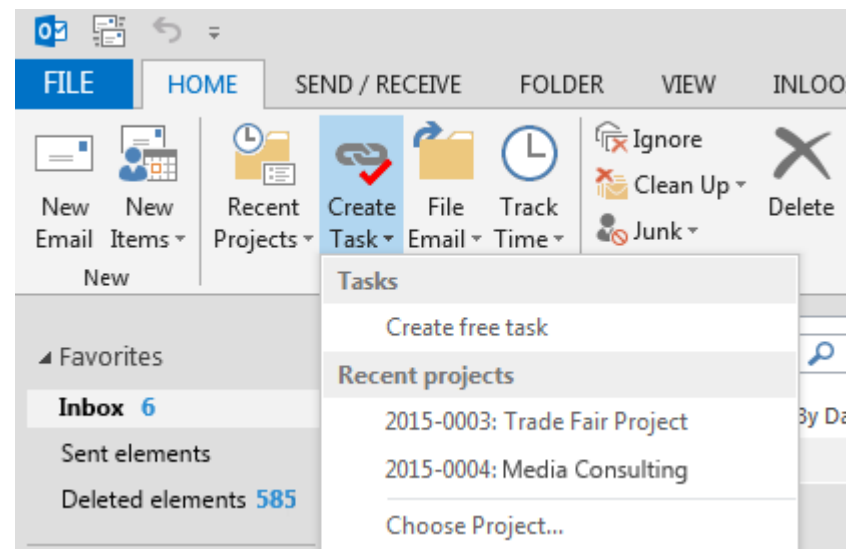 FILE HOME SEND / RECEIVE FOLDER VIEW INLOO
Ignore
Clean Up
Junk
New Email
New Items
Recent Projects
Create Task
File Email
Track Time
Delete
New
Tasks
Create free task
Recent projects
2015-0003: Trade Fair Project
2015-0004: Media Consulting
Choose Project...
Favorites
Inbox 6
Sent elements
Deleted elements 585
By Da